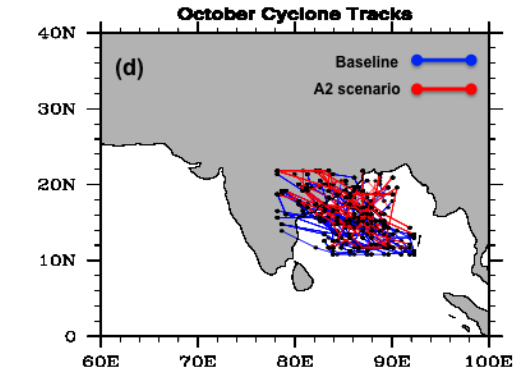 October Cyclone Tracks
40N
(d)
Baseline
A2 scenario
30N
20N
10N
0
60E 70E 80E 90E 100E